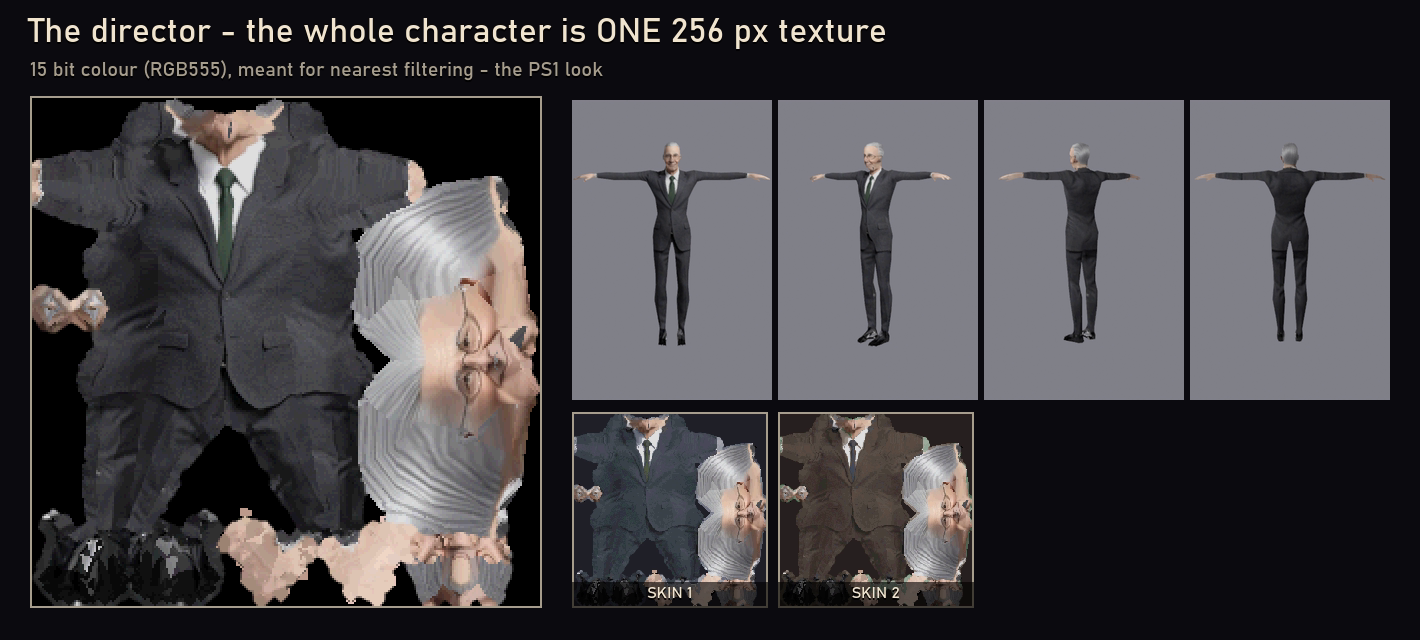 The director - the whole character is ONE 256 px texture
15 bit colour (RGB555), meant for nearest filtering - the PS1 look
SKIN 1
SKIN 2